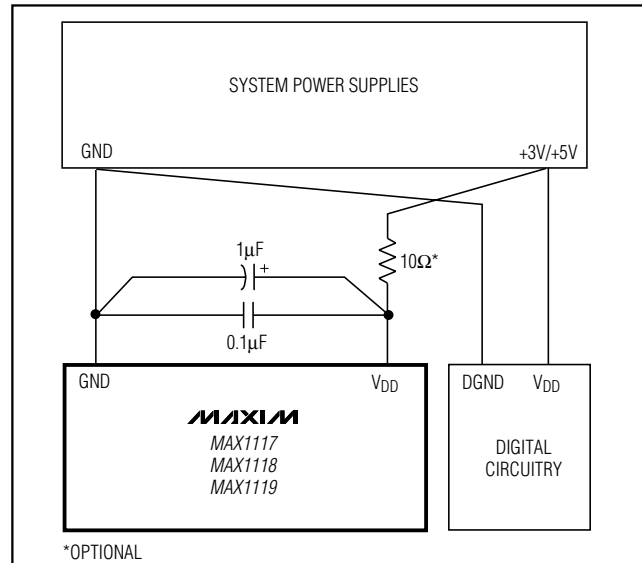 SYSTEM POWER SUPPLIES
GND +3V/+5V
1μF
+
10Ω*
0.1μF
GND VDD DGND VDD
MAXIM
MAX1117
MAX1118
MAX1119
DIGITAL
CIRCUITRY
*OPTIONAL